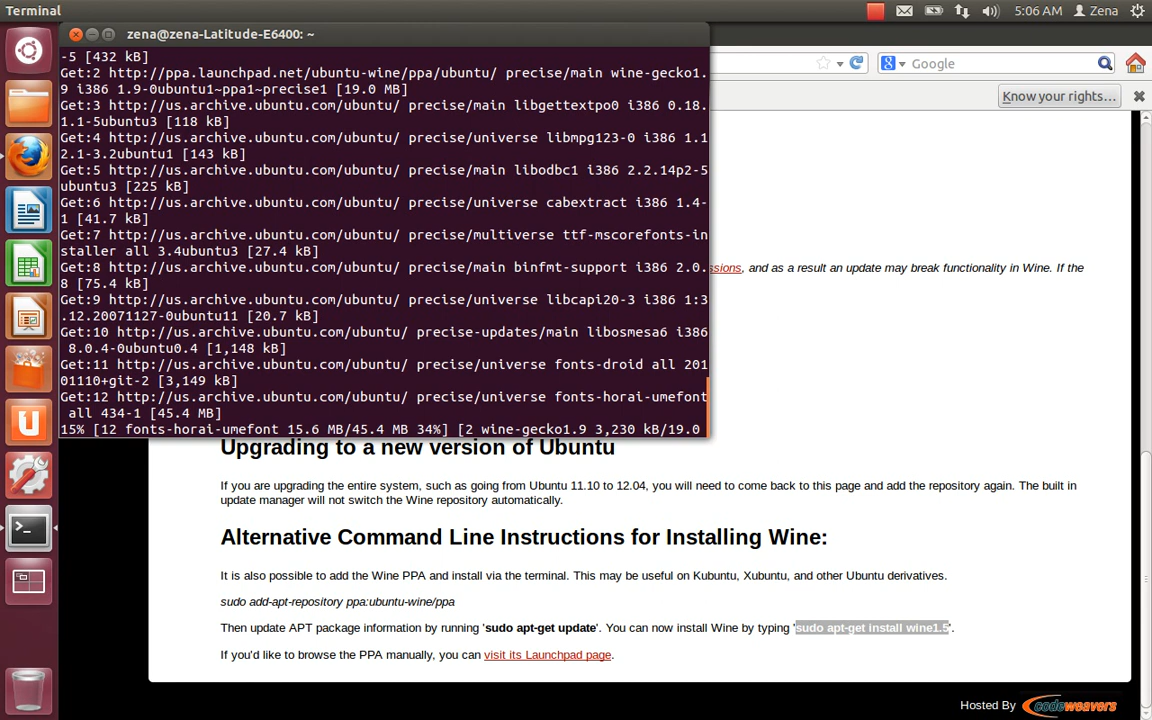 Terminal
5:06 AM
Zena
zena@zena-Latitude-E6400: ~
-5 [432 kB]
Get:2 http://ppa.launchpad.net/ubuntu-wine/ppa/ubuntu/ precise/main wine-gecko1.
9 i386 1.9-0ubuntu1~ppa1~precise1 [19.0 MB]
Get:3 http://us.archive.ubuntu.com/ubuntu/ precise/main libgettextpo0 i386 0.18.
1.1-5ubuntu3 [118 kB]
Get:4 http://us.archive.ubuntu.com/ubuntu/ precise/universe libmpg123-0 i386 1.1
2.1-3.2ubuntu1 [143 kB]
Get:5 http://us.archive.ubuntu.com/ubuntu/ precise/main libodbc1 i386 2.2.14p2-5
ubuntu3 [225 kB]
Get:6 http://us.archive.ubuntu.com/ubuntu/ precise/universe cabextract i386 1.4-
1 [41.7 kB]
Get:7 http://us.archive.ubuntu.com/ubuntu/ precise/multiverse ttf-mscorefonts-in
staller all 3.4ubuntu3 [27.4 kB]
Get:8 http://us.archive.ubuntu.com/ubuntu/ precise/main binfmt-support i386 2.0.
8 [75.4 kB]
Get:9 http://us.archive.ubuntu.com/ubuntu/ precise/universe libcapi20-3 i386 1:3
.12.20071127-0ubuntu11 [20.7 kB]
Get:10 http://us.archive.ubuntu.com/ubuntu/ precise-updates/main libosmesa6 i386
8.0.4-0ubuntu0.4 [1,148 kB]
Get:11 http://us.archive.ubuntu.com/ubuntu/ precise/universe fonts-droid all 201
01110+git-2 [3,149 kB]
Get:12 http://us.archive.ubuntu.com/ubuntu/ precise/universe fonts-horai-umefont
all 434-1 [45.4 MB]
15% [12 fonts-horai-umefont 15.6 MB/45.4 MB 34%] [2 wine-gecko1.9 3,230 kB/19.0
Google
Know your rights...
ssions, and as a result an update may break functionality in Wine. If the
Upgrading to a new version of Ubuntu
If you are upgrading the entire system, such as going from Ubuntu 11.10 to 12.04, you will need to come back to this page and add the repository again. The built in
update manager will not switch the Wine repository automatically.
Alternative Command Line Instructions for Installing Wine:
It is also possible to add the Wine PPA and install via the terminal. This may be useful on Kubuntu, Xubuntu, and other Ubuntu derivatives.
sudo add-apt-repository ppa:ubuntu-wine/ppa
Then update APT package information by running 'sudo apt-get update'. You can now install Wine by typing 'sudo apt-get install wine1.5'.
If you'd like to browse the PPA manually, you can visit its Launchpad page.
Hosted By codeweavers